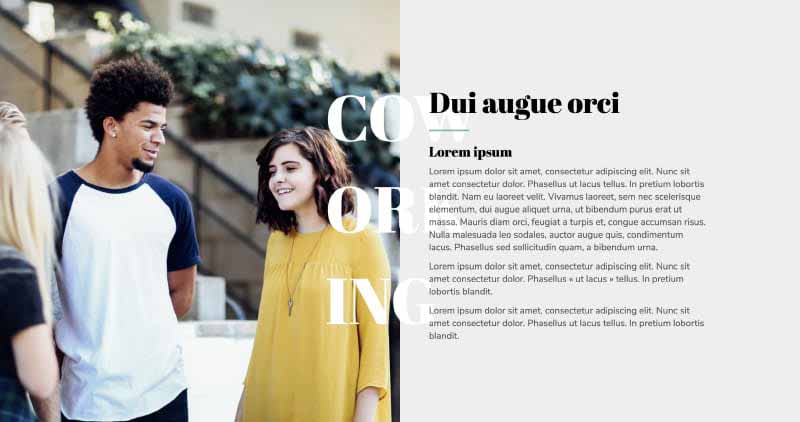 COW
ORK
ING
Dui augue orci
Lorem ipsum
Lorem ipsum dolor sit amet, consectetur adipiscing elit. Nunc sit
amet consectetur dolor. Phasellus ut lacus tellus. In pretium lobortis
blandit. Nam eu laoreet velit. Vivamus laoreet, sem nec scelerisque
elementum, dui augue aliquet urna, ut bibendum purus erat ut
massa. Mauris diam orci, feugiat a turpis et, congue accumsan risus.
Nulla malesuada leo sodales, auctor augue quis, condimentum
lacus. Phasellus sed sollicitudin quam, a bibendum urna.
Lorem ipsum dolor sit amet, consectetur adipiscing elit. Nunc sit
amet consectetur dolor. Phasellus « ut lacus » tellus. In pretium
lobortis blandit.
Lorem ipsum dolor sit amet, consectetur adipiscing elit. Nunc sit
amet consectetur dolor. Phasellus ut lacus tellus. In pretium lobortis
blandit.